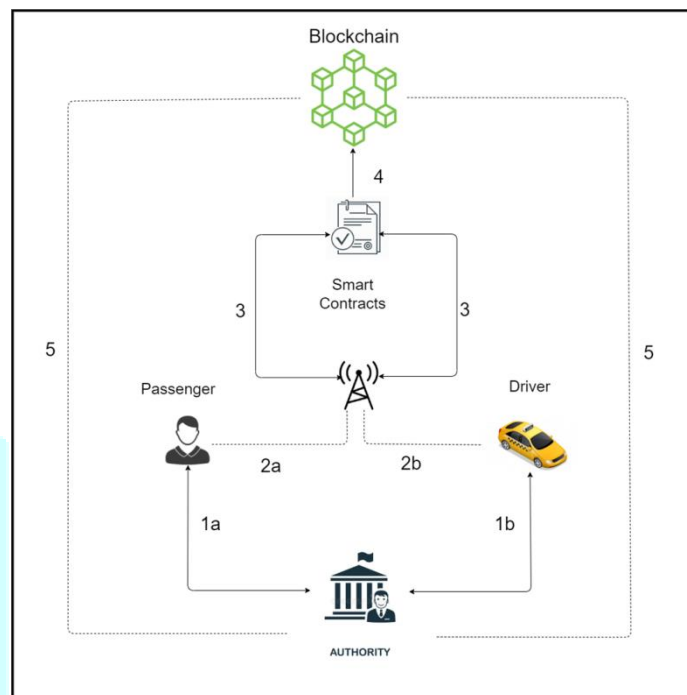 Blockchain
4
Smart
Contracts
3
3
5
5
Passenger
Driver
2a
2b
1a
1b
AUTHORITY